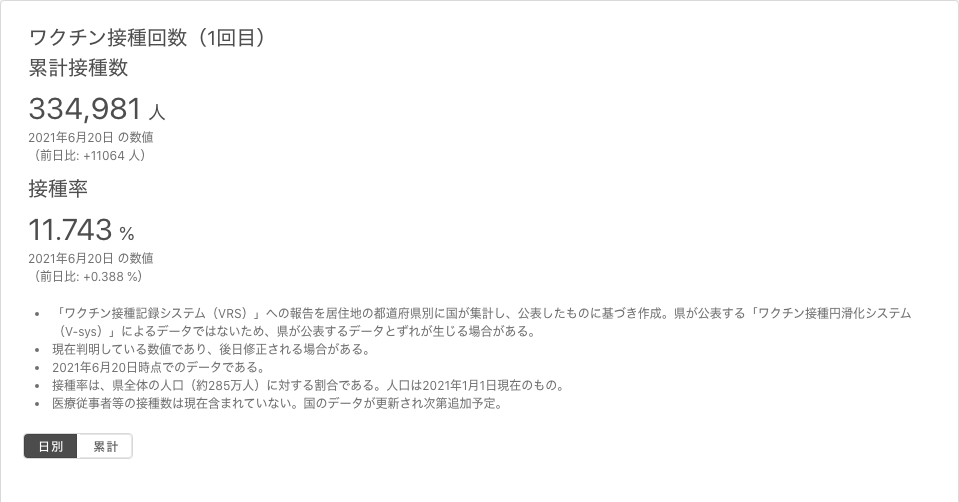 ワクチン接種回数（1回目）
累計接種数
334,981 人
2021年6月20日 の数値
（前日比: +11064 人）
接種率
11.743 %
2021年6月20日 の数値
（前日比: +0.388 %）
• 「ワクチン接種記録システム（VRS）」への報告を居住地の都道府県別に国が集計し、公表したものに基づき作成。県が公表する「ワクチン接種円滑化システム
（V-sys）」によるデータではないため、県が公表するデータとずれが生じる場合がある。
• 現在判明している数値であり、後日修正される場合がある。
• 2021年6月20日時点でのデータである。
• 接種率は、県全体の人口（約285万人）に対する割合である。人口は2021年1月1日現在のもの。
• 医療従事者等の接種数は現在含まれていない。国のデータが更新され次第追加予定。
日別 累計